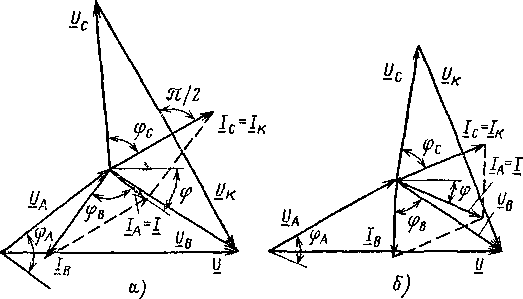 U_C
π/2
I_C=I_K
φ_C
U_A
φ_A
I_B
φ_B
I_A=I
φ
U_K
U_B
U
а)
U_C
U_K
φ_C
I_C=I_K
I_A=I
U_A
φ_A
I_B
φ_B
φ
U_B
U
б)